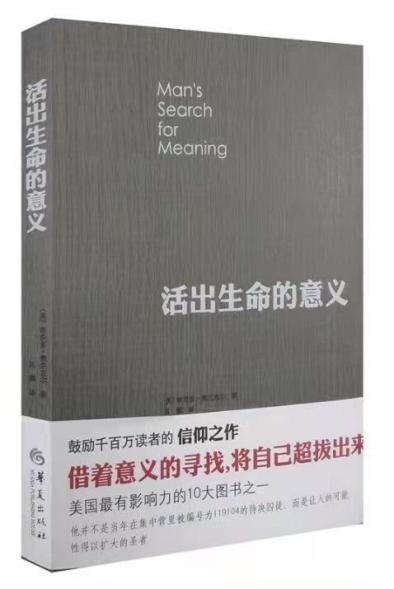 Man's
Search
for
Meaning
活出生命的意义
鼓励千百万读者的 信仰之作
借着意义的寻找,将自己超拔出来
美国最有影响力的10大图书之一
他并不是当年在集中营里被编号为119104的待决囚徒,而是让人的可能
性得以扩大的圣者
活出生命的意义
华夏出版社